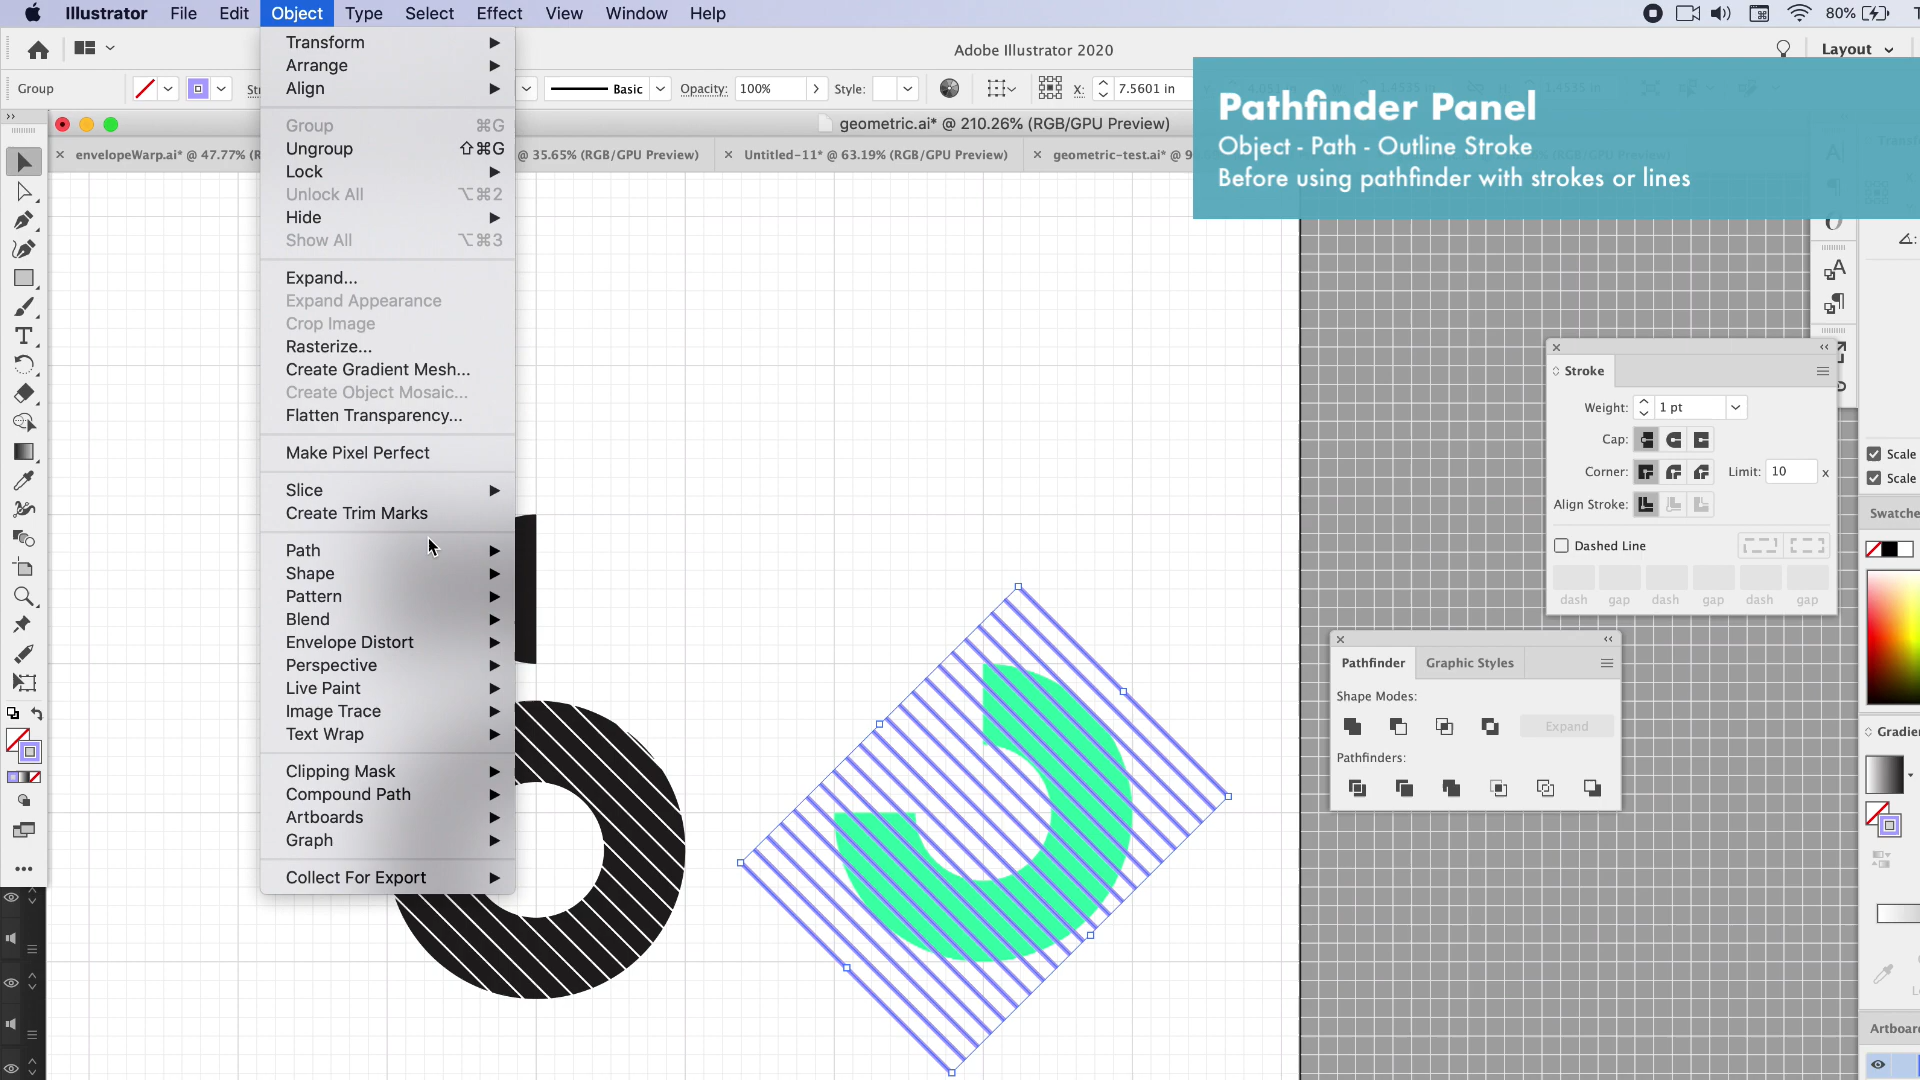 Illustrator File Edit Object Type Select Effect View Window Help
80%
Adobe Illustrator 2020
Layout
Group
Opacity: 100%
Basic
Style:
X: 7.5601 in
Pathfinder Panel
Object - Path - Outline Stroke
Before using pathfinder with strokes or lines
geometric.ai* @ 210.26% (RGB/GPU Preview)
envelopeWarp.ai* @ 47.77%
@ 35.65% (RGB/GPU Preview)
Untitled-11* @ 63.19% (RGB/GPU Preview)
geometric-test.ai* @
Transform
Arrange
Align
Group ⌘G
Ungroup ⇧⌘G
Lock
Unlock All ⌥⌘2
Hide
Show All ⌥⌘3
Expand...
Expand Appearance
Crop Image
Rasterize...
Create Gradient Mesh...
Create Object Mosaic...
Flatten Transparency...
Make Pixel Perfect
Slice
Create Trim Marks
Path
Shape
Pattern
Blend
Envelope Distort
Perspective
Live Paint
Image Trace
Text Wrap
Clipping Mask
Compound Path
Artboards
Graph
Collect For Export
Stroke
Weight: 1 pt
Cap:
Corner: Limit: 10 x
Align Stroke:
Dashed Line
dash gap dash gap dash gap
Pathfinder Graphic Styles
Shape Modes:
Expand
Pathfinders:
Scale
Scale
Swatche
Gradie
Artboar